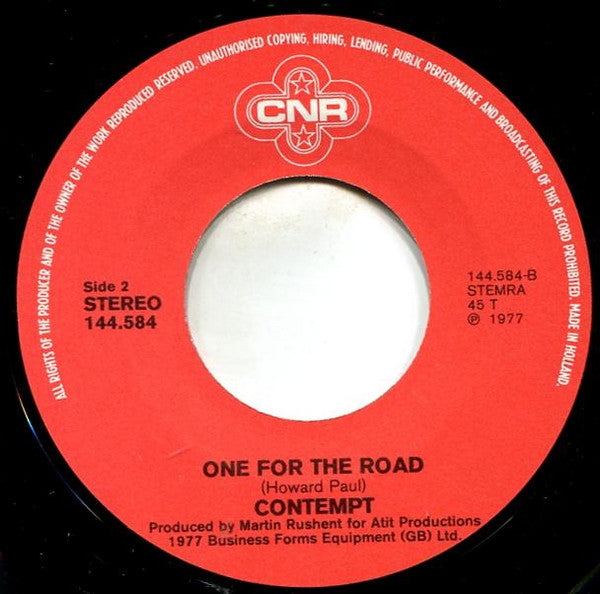 ALL RIGHTS OF THE PRODUCER AND OF THE OWNER OF THE WORK REPRODUCED RESERVED. UNAUTHORISED COPYING, HIRING, LENDING, PUBLIC PERFORMANCE AND BROADCASTING OF THIS RECORD PROHIBITED. MADE IN HOLLAND.
CNR
Side 2
STEREO
144.584
144.584-B
STEMRA
45 T
℗ 1977
ONE FOR THE ROAD
(Howard Paul)
CONTEMPT
Produced by Martin Rushent for Atit Productions
1977 Business Forms Equipment (GB) Ltd.